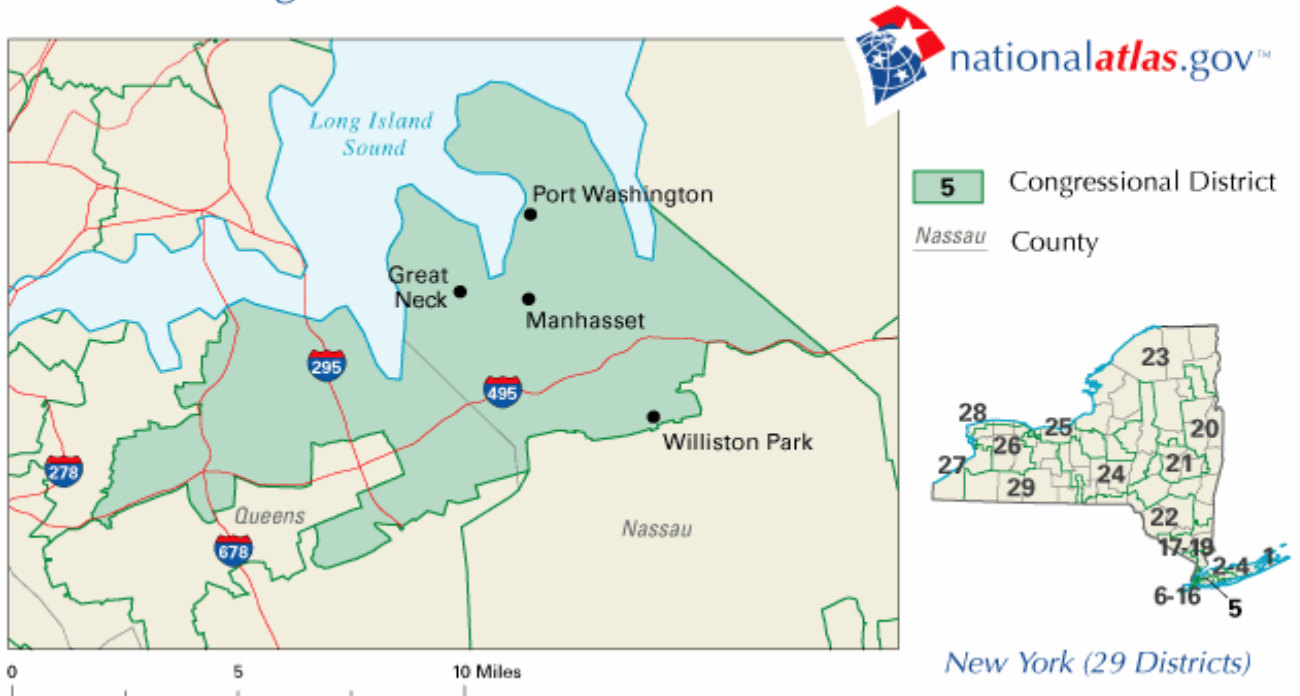 nationalatlas.gov™
Long Island
Sound
Port Washington
Great
Neck
Manhasset
295
495
Williston Park
278
Queens
678
Nassau
0 5 10 Miles
5 Congressional District
Nassau County
23
28
25
20
26
27
21
24
29
22
17-19
2-4
1
6-16
5
New York (29 Districts)